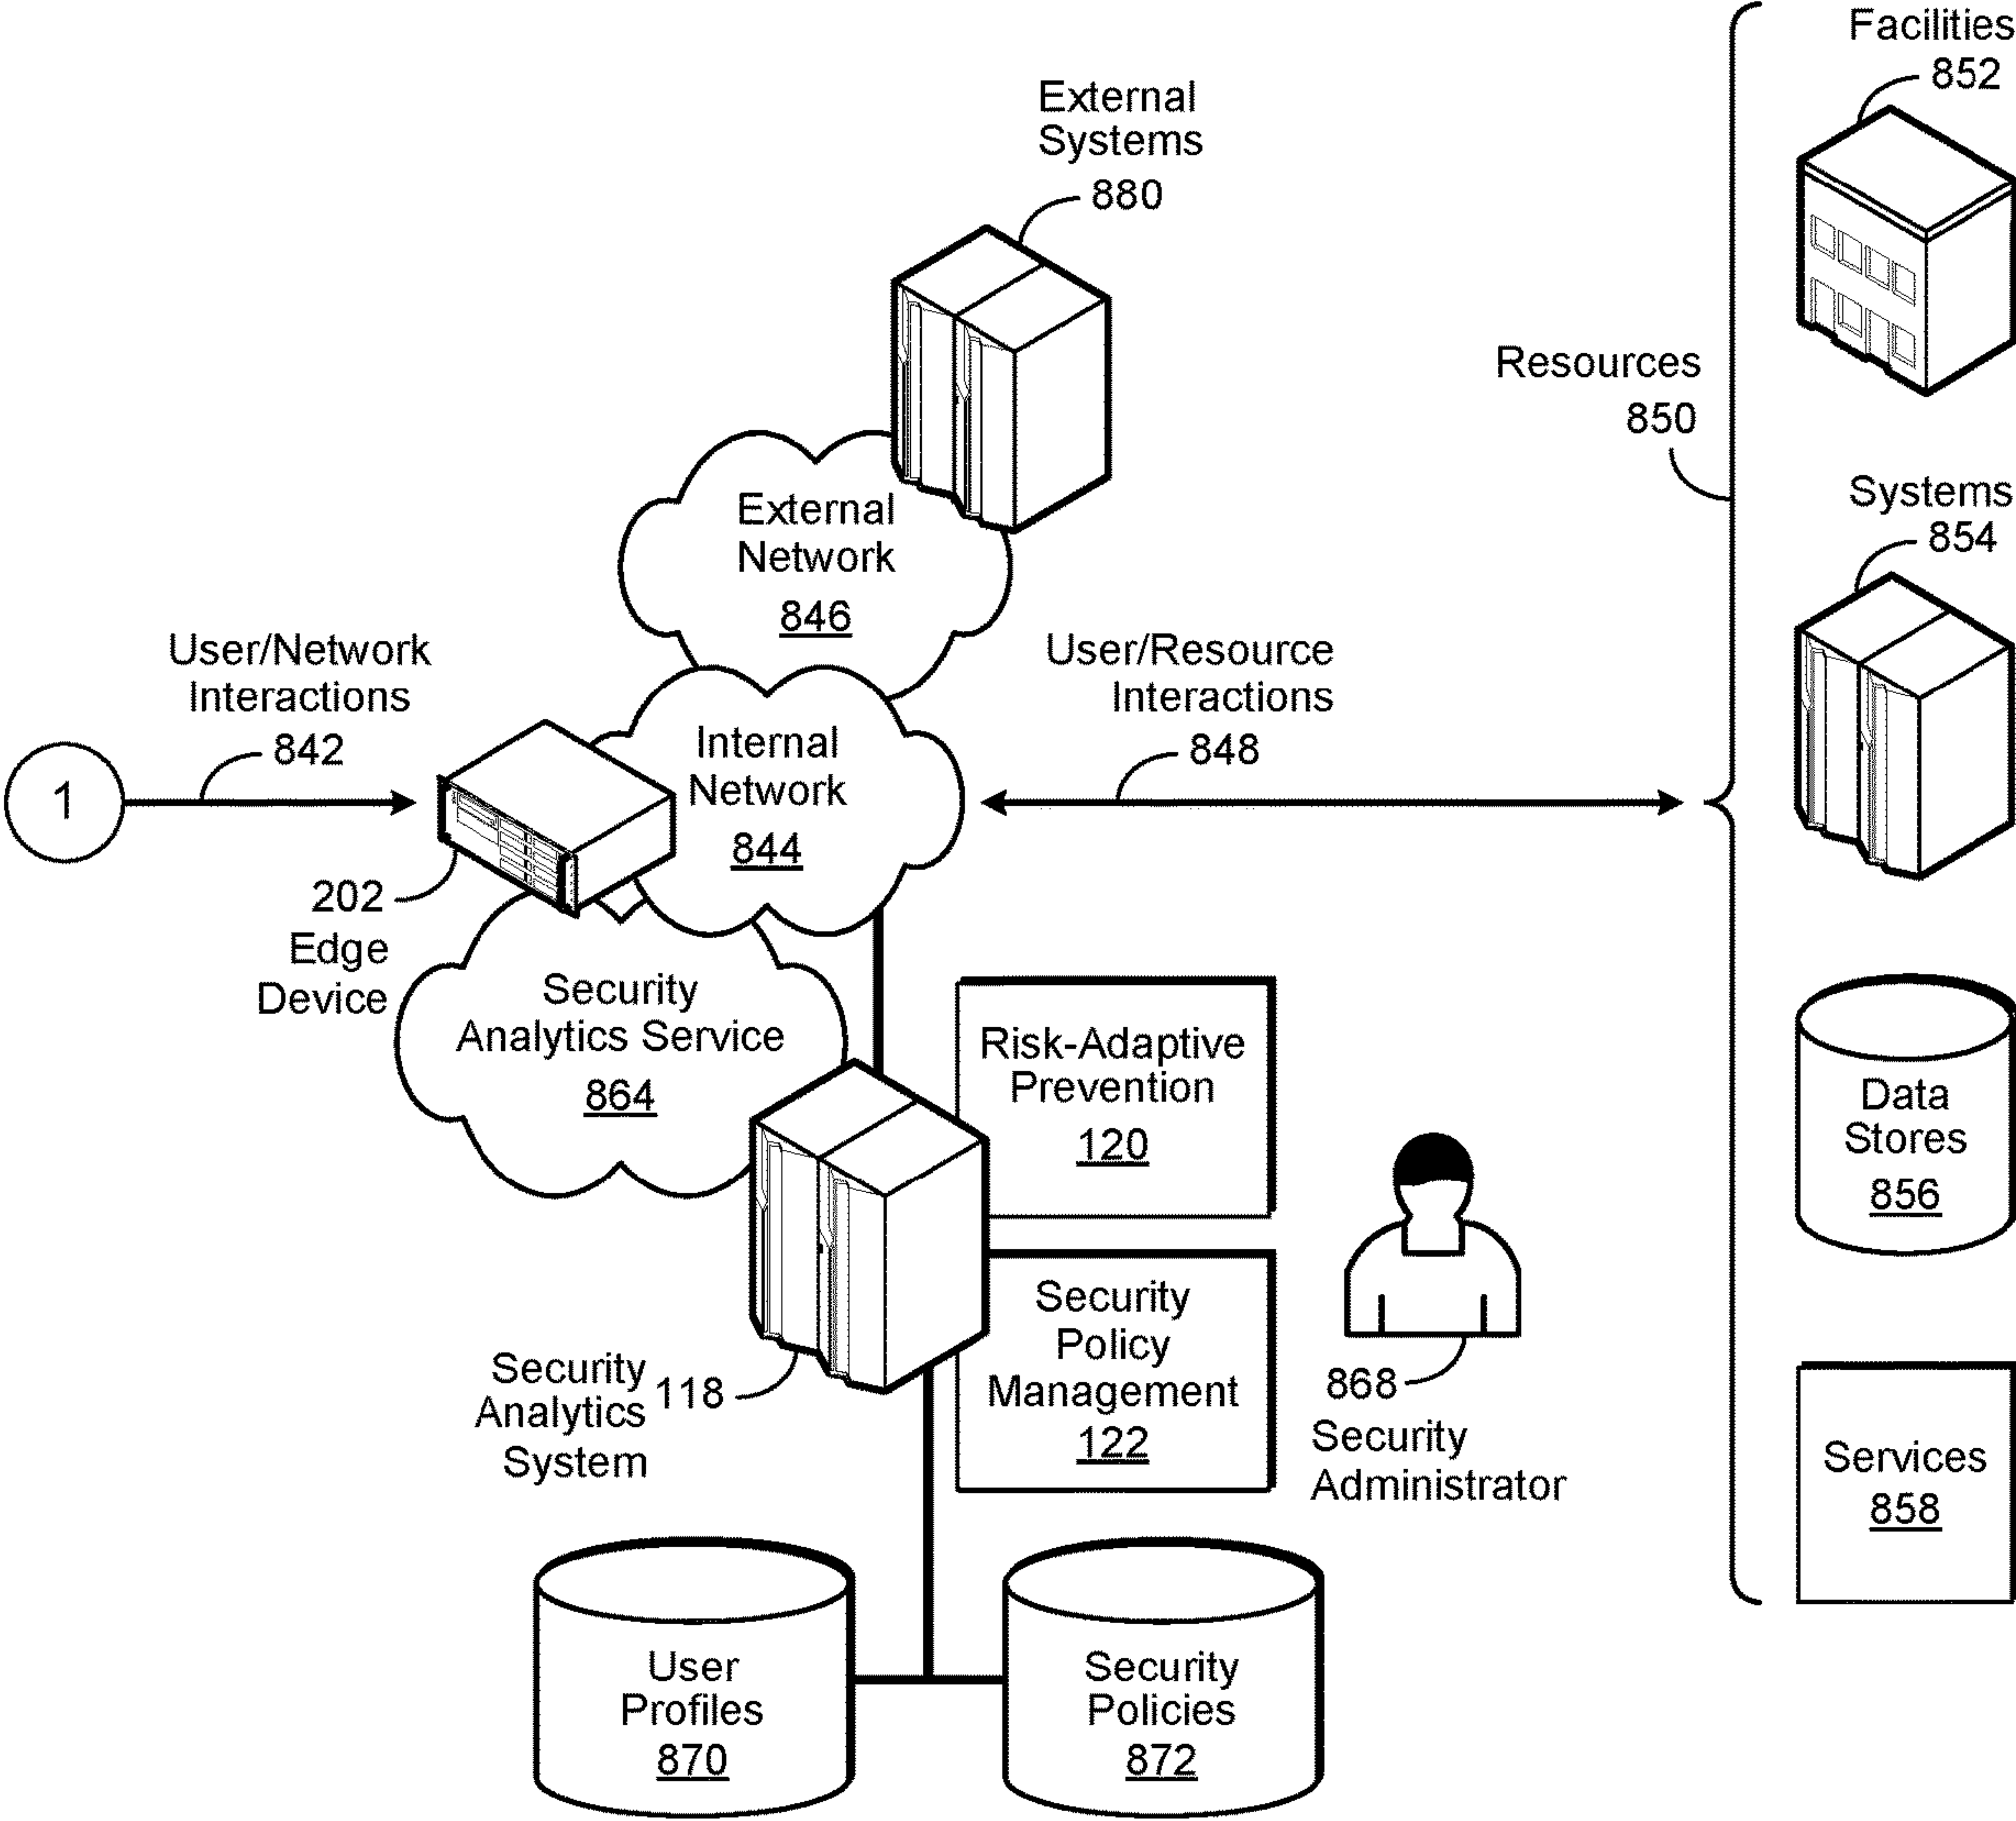 Facilities
852
External
Systems
880
Resources
850
Systems
854
External
Network
846
User/Network
Interactions
842
User/Resource
Interactions
848
Internal
Network
844
1
202
Edge
Device
Security
Analytics Service
864
Risk-Adaptive
Prevention
120
Data
Stores
856
Security
Policy
Management
122
Security
Analytics
System
118
868
Security
Administrator
Services
858
User
Profiles
870
Security
Policies
872